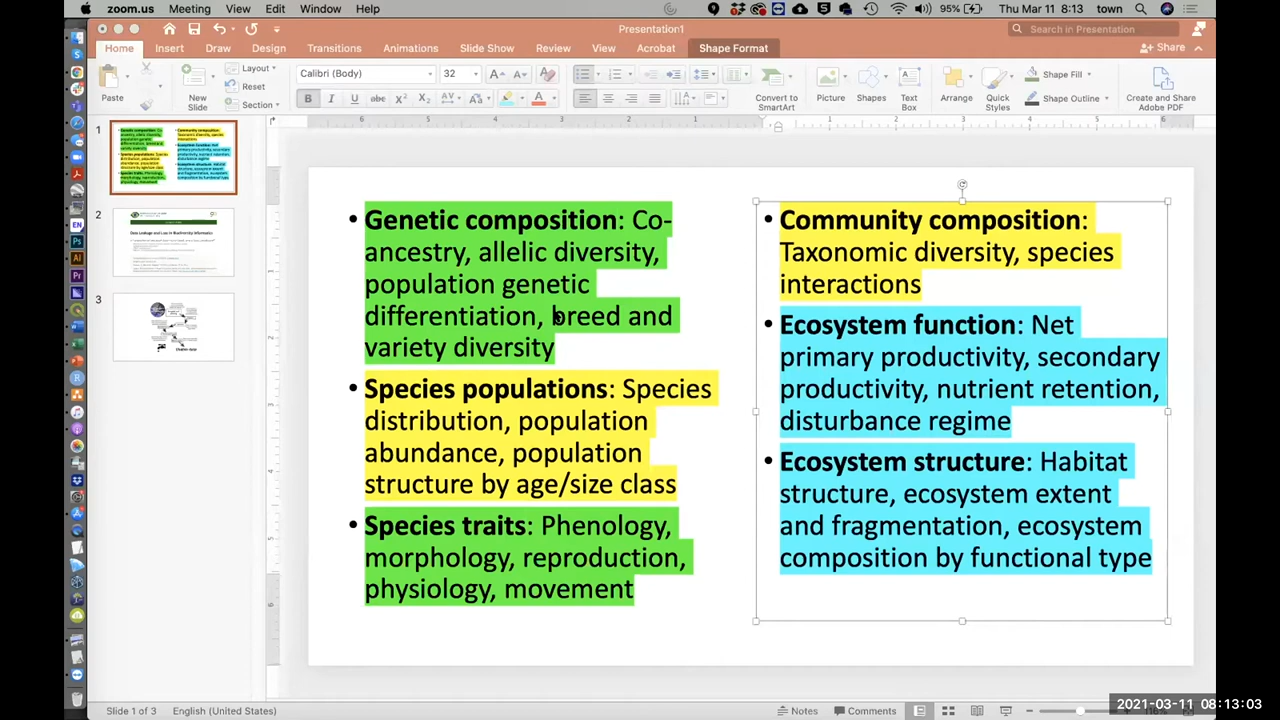 zoom.us Meeting View Edit Window Help 95% Thu Mar 11 8:13 town
Presentation1
Search in Presentation
Home Insert Draw Design Transitions Animations Slide Show Review View Acrobat Shape Format Share
Paste
New Slide
Layout
Reset
Section
Calibri (Body) 32
Convert to SmartArt
Picture
Shapes
Text Box
Arrange
Quick Styles
Shape Fill
Shape Outline
Create and Share Adobe PDF
1
2
3
• Genetic composition: Co-
ancestry, allelic diversity,
population genetic
differentiation, breed and
variety diversity
• Species populations: Species
distribution, population
abundance, population
structure by age/size class
• Species traits: Phenology,
morphology, reproduction,
physiology, movement
• Community composition:
Taxonomic diversity, species
interactions
• Ecosystem function: Net
primary productivity, secondary
productivity, nutrient retention,
disturbance regime
• Ecosystem structure: Habitat
structure, ecosystem extent
and fragmentation, ecosystem
composition by functional type
Slide 1 of 3 English (United States) Notes Comments
2021-03-11 08:13:03